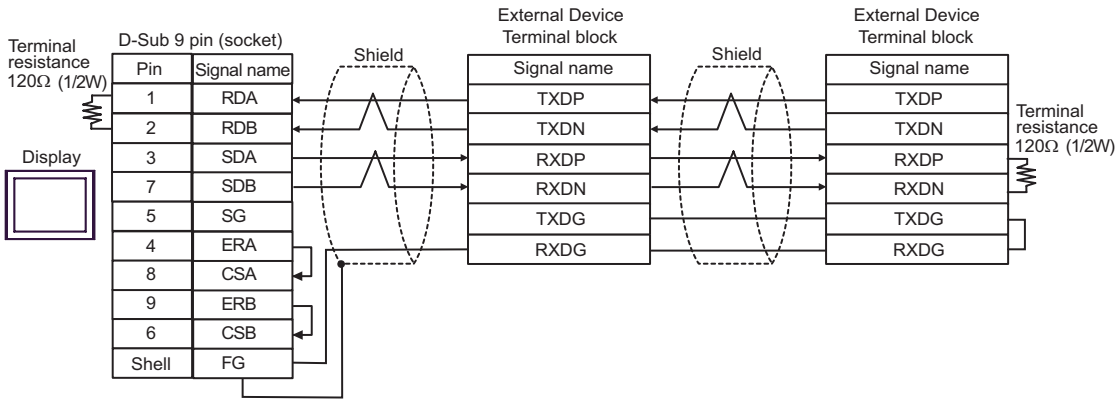 External Device
Terminal block
External Device
Terminal block
Terminal
resistance
120Ω (1/2W)
D-Sub 9 pin (socket)
Shield
Shield
Pin Signal name
Signal name
Signal name
1 RDA
TXDP
TXDP
2 RDB
TXDN
TXDN
Terminal
resistance
120Ω (1/2W)
Display
3 SDA
RXDP
RXDP
7 SDB
RXDN
RXDN
5 SG
TXDG
TXDG
4 ERA
RXDG
RXDG
8 CSA
9 ERB
6 CSB
Shell FG